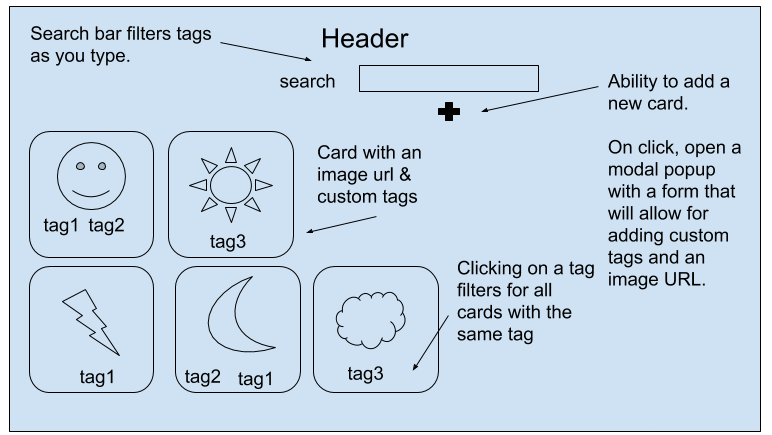 Search bar filters tags
as you type.
Header
search
Ability to add a
new card.
On click, open a
modal popup
with a form that
will allow for
adding custom
tags and an
image URL.
Card with an
image url &
custom tags
tag1 tag2
tag3
Clicking on a tag
filters for all
cards with the
same tag
tag1
tag2 tag1
tag3